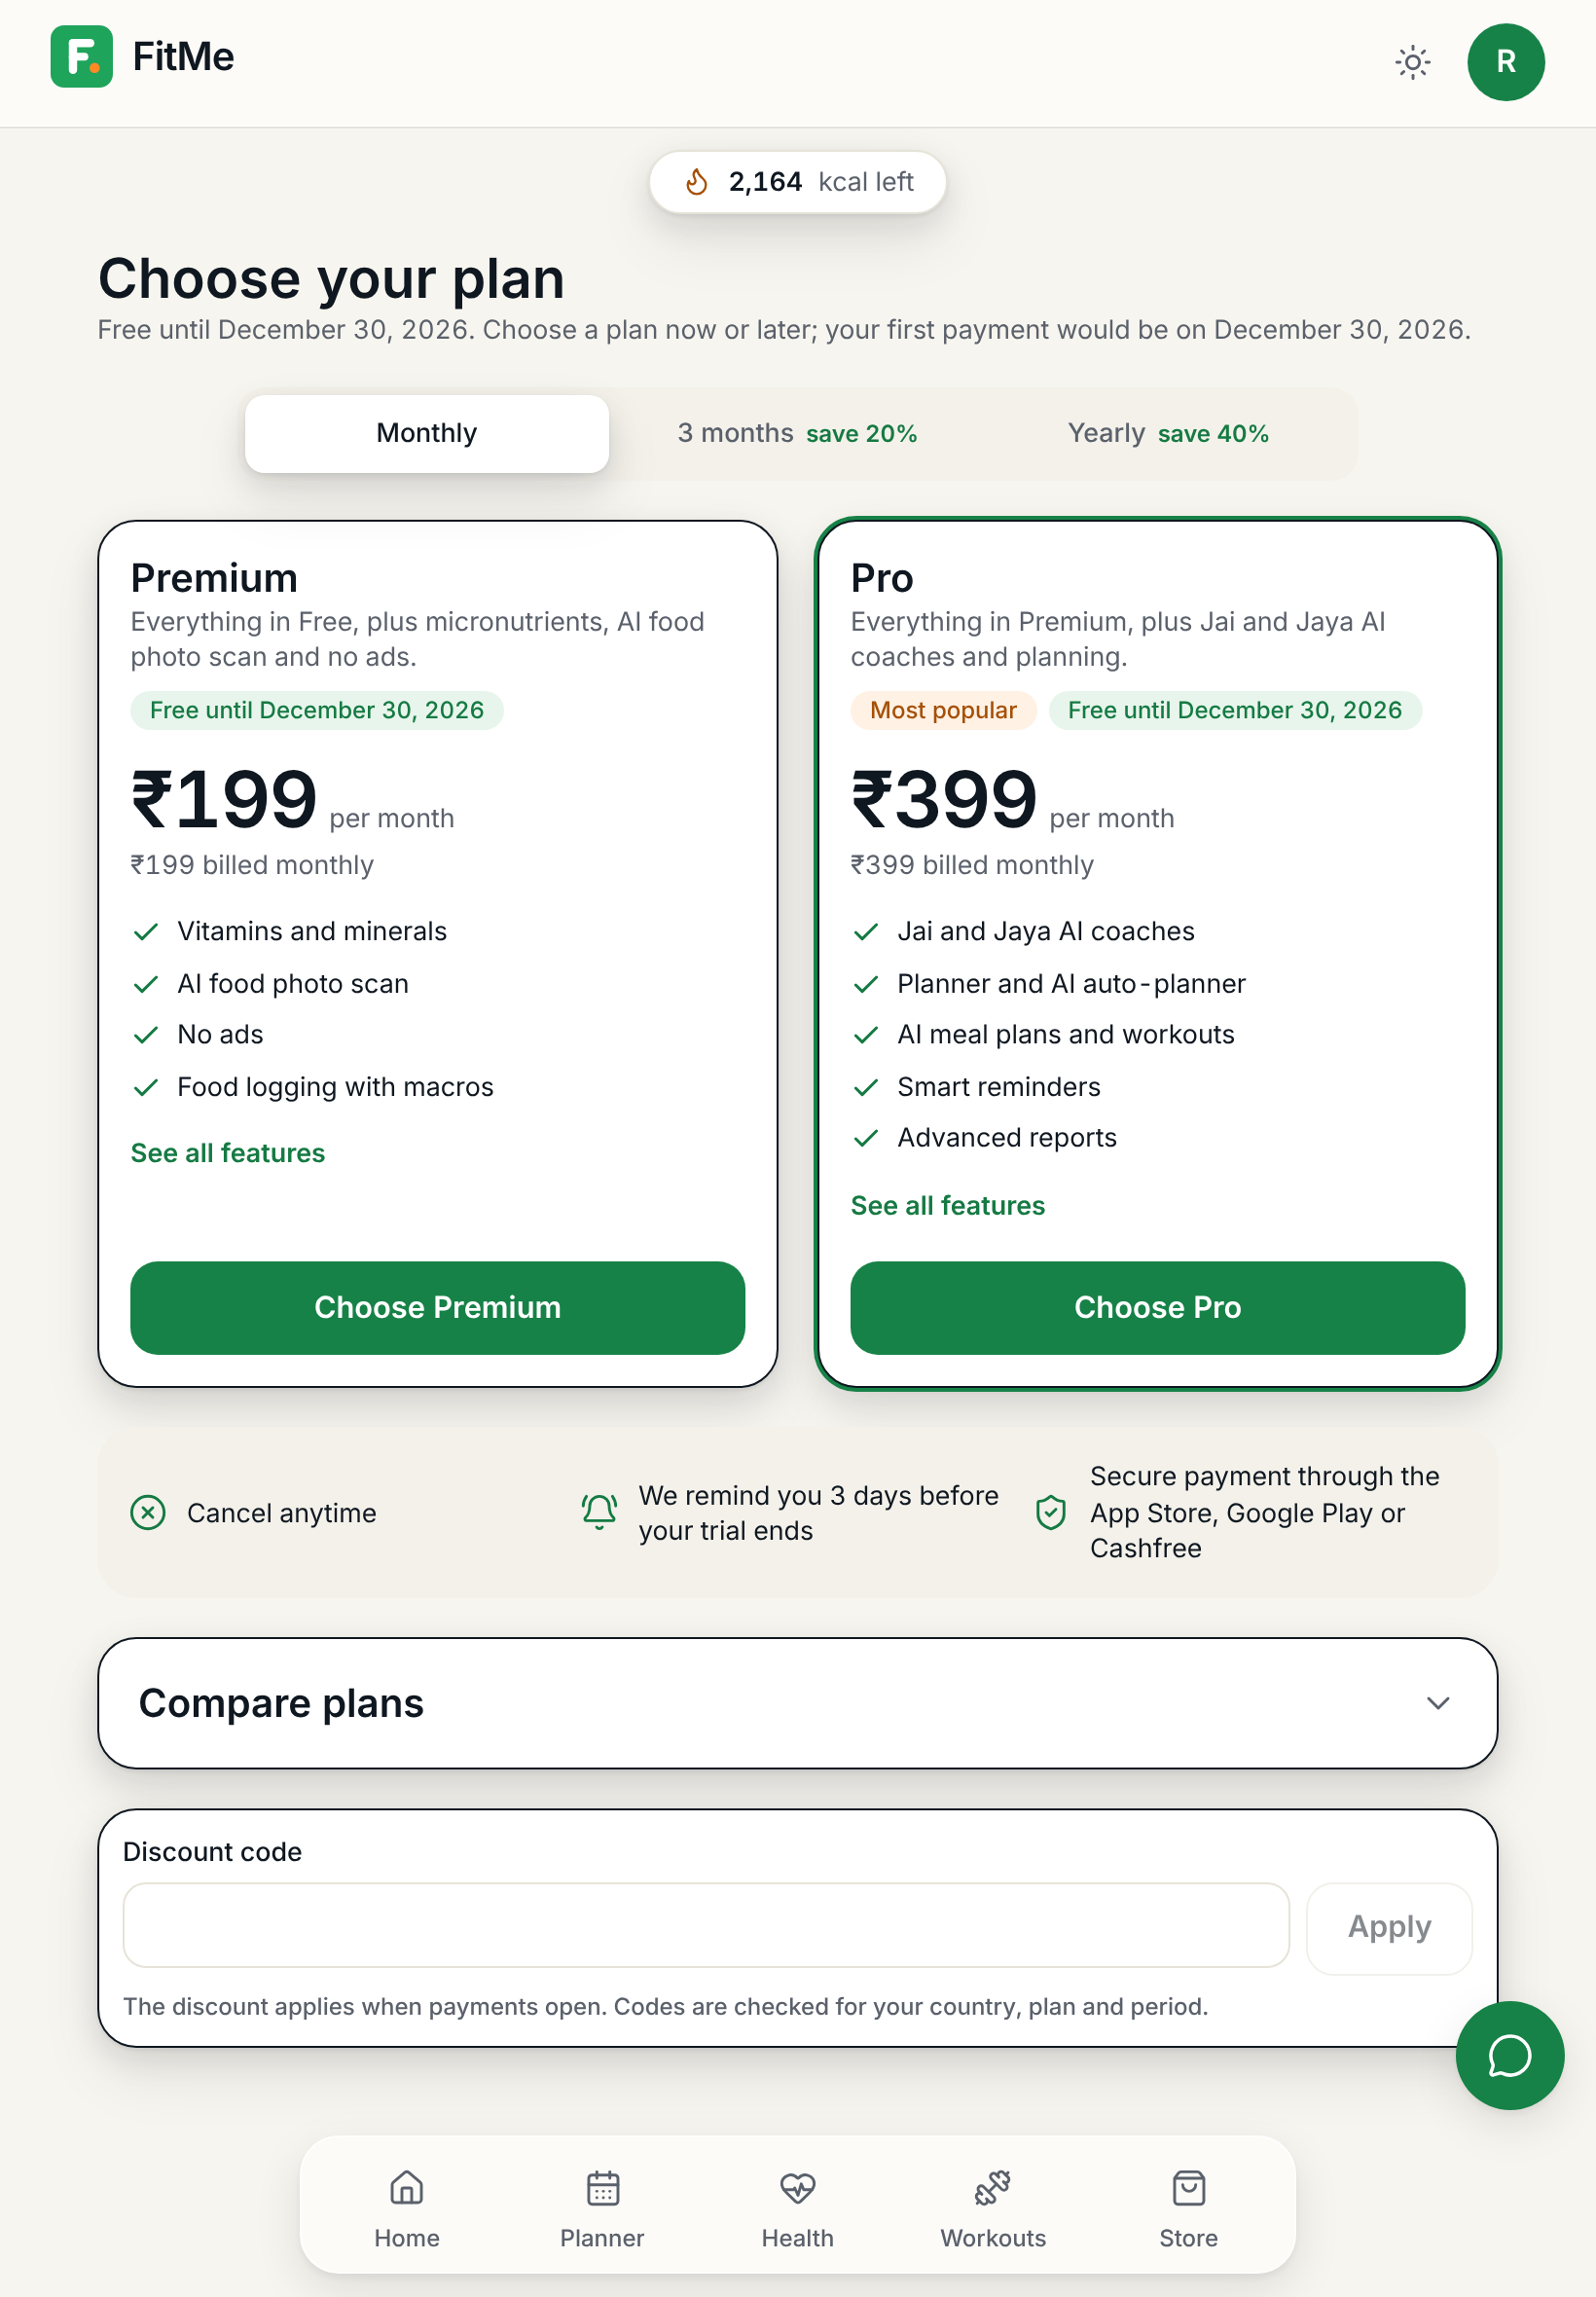 F.
FitMe
R
2,164 kcal left
Choose your plan
Free until December 30, 2026. Choose a plan now or later; your first payment would be on December 30, 2026.
Monthly
3 months save 20%
Yearly save 40%
Premium
Everything in Free, plus micronutrients, AI food
photo scan and no ads.
Free until December 30, 2026
₹199 per month
₹199 billed monthly
Vitamins and minerals
AI food photo scan
No ads
Food logging with macros
See all features
Choose Premium
Pro
Everything in Premium, plus Jai and Jaya AI
coaches and planning.
Most popular
Free until December 30, 2026
₹399 per month
₹399 billed monthly
Jai and Jaya AI coaches
Planner and AI auto-planner
AI meal plans and workouts
Smart reminders
Advanced reports
See all features
Choose Pro
Cancel anytime
We remind you 3 days before
your trial ends
Secure payment through the
App Store, Google Play or
Cashfree
Compare plans
Discount code
Apply
The discount applies when payments open. Codes are checked for your country, plan and period.
Home
Planner
Health
Workouts
Store